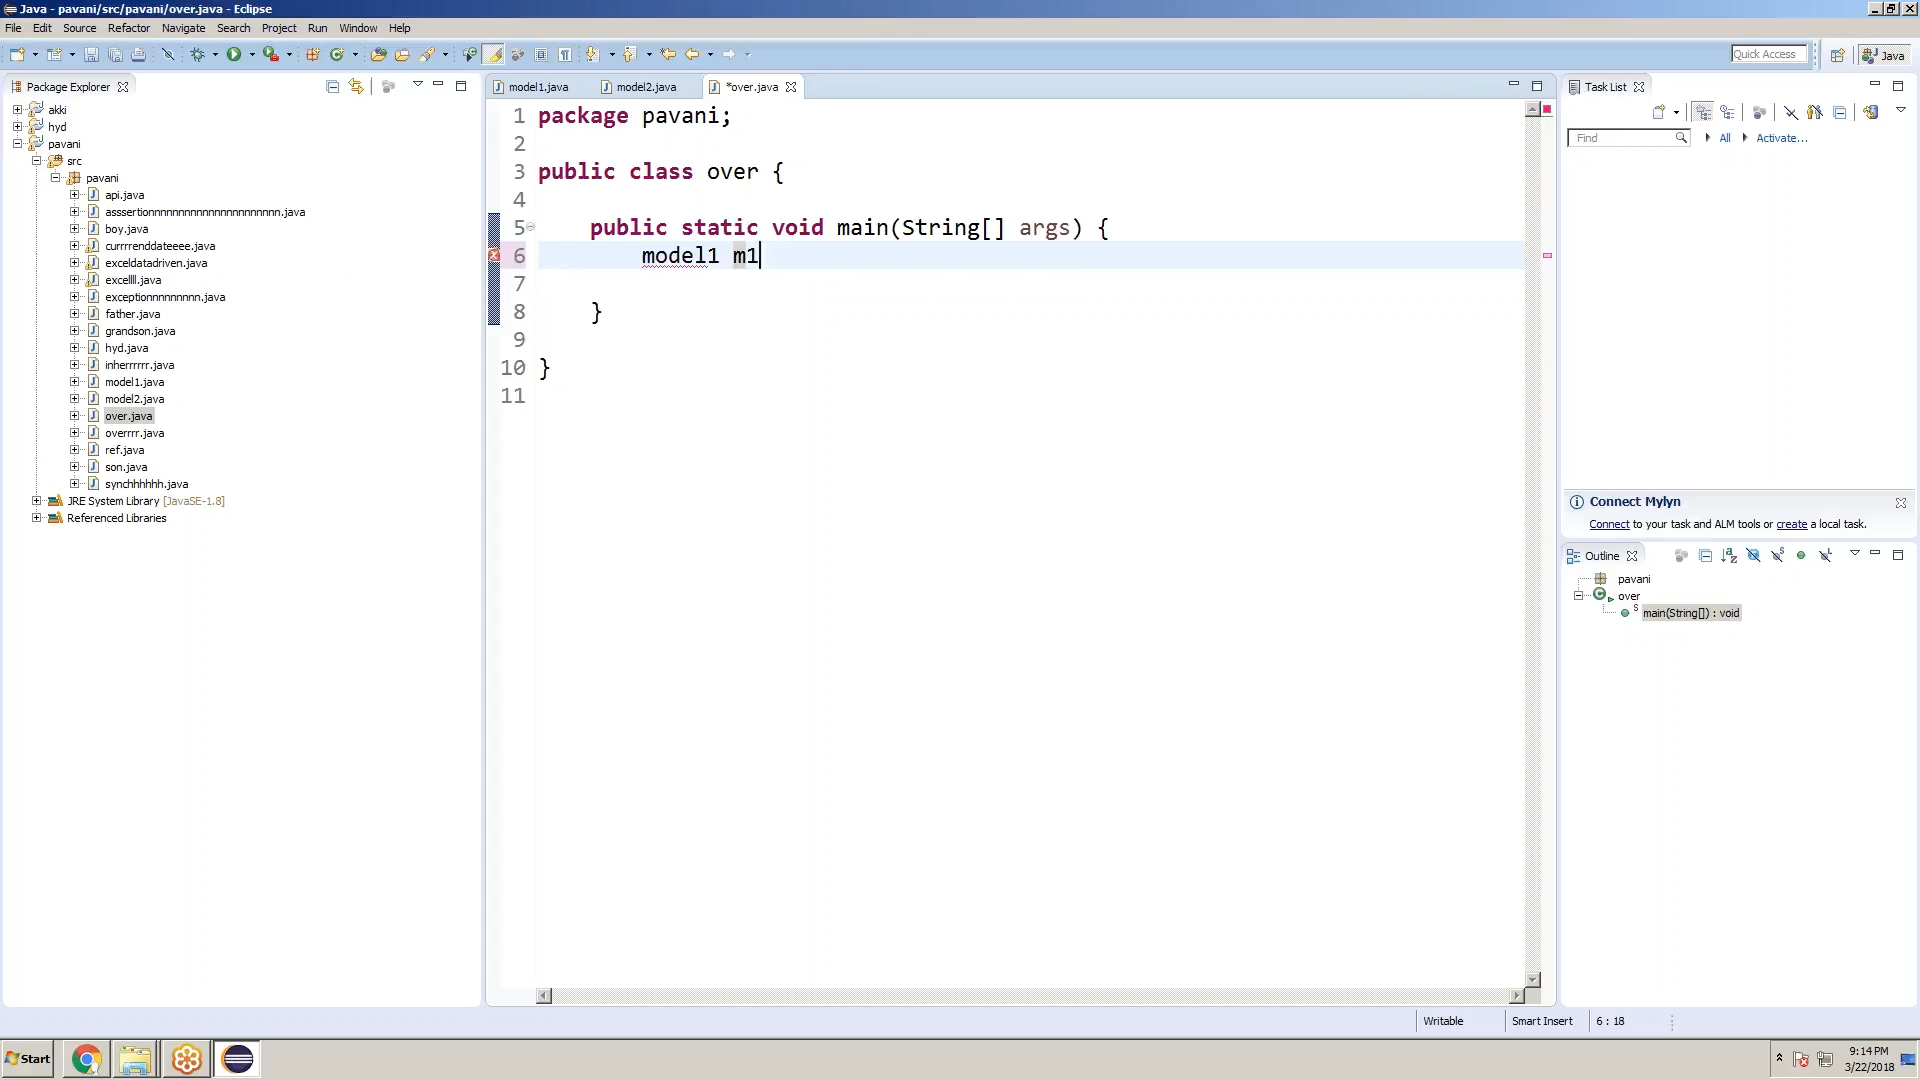 Java - pavani/src/pavani/over.java - Eclipse
File Edit Source Refactor Navigate Search Project Run Window Help
Quick Access
Java
Package Explorer
akki
hyd
pavani
src
pavani
api.java
boy.java
currrrenddateeee.java
exceldatadriven.java
excellll.java
exceptionnnnnnnnn.java
father.java
grandson.java
hyd.java
inherrrrrr.java
model1.java
model2.java
over.java
overrrr.java
ref.java
son.java
synchhhhhh.java
JRE System Library [JavaSE-1.8]
Referenced Libraries
model1.java
model2.java
*over.java
1 package pavani;
2
3 public class over {
4
5 public static void main(String[] args) {
6 model1 m1
7
8 }
9
10 }
11
Task List
Find
All
Activate...
Connect Mylyn
Connect to your task and ALM tools or create a local task.
Outline
pavani
over
main(String[]) : void
Writable
Smart Insert
6 : 18
Start
9:14 PM
3/22/2018